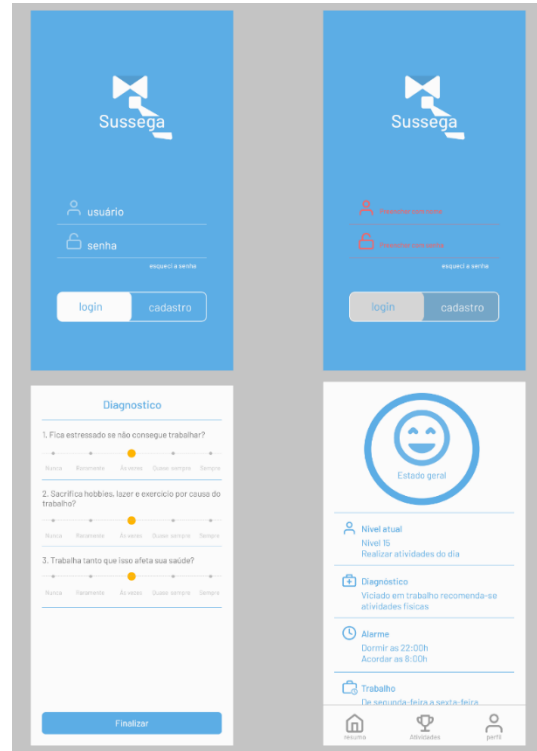 Sussega
usuário
senha
esqueci a senha
login
cadastro
Sussega
esqueci a senha
login
cadastro
Diagnostico
1. Fica estressado se não consegue trabalhar?
Nunca Raramente Às vezes Quase sempre Sempre
2. Sacrifica hobbies, lazer e exercício por causa do
trabalho?
Nunca Raramente Às vezes Quase sempre Sempre
3. Trabalha tanto que isso afeta sua saúde?
Nunca Raramente Às vezes Quase sempre Sempre
Finalizar
Estado geral
Nivel atual
Nivel 15
Realizar atividades do dia
Diagnóstico
Viciado em trabalho recomenda-se
atividades físicas
Alarme
Dormir as 22:00h
Acordar as 6:00h
Trabalho
De segunda-feira a sexta-feira
resumo
Atividades
perfil